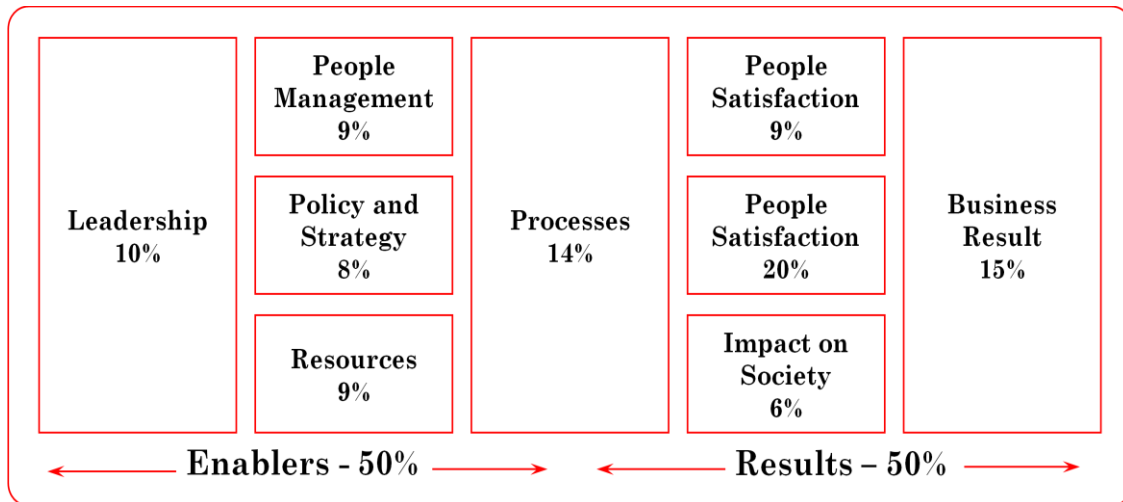 Leadership
10%
People
Management
9%
Policy and
Strategy
8%
Resources
9%
Processes
14%
People
Satisfaction
9%
People
Satisfaction
20%
Impact on
Society
6%
Business
Result
15%
Enablers - 50%
Results – 50%